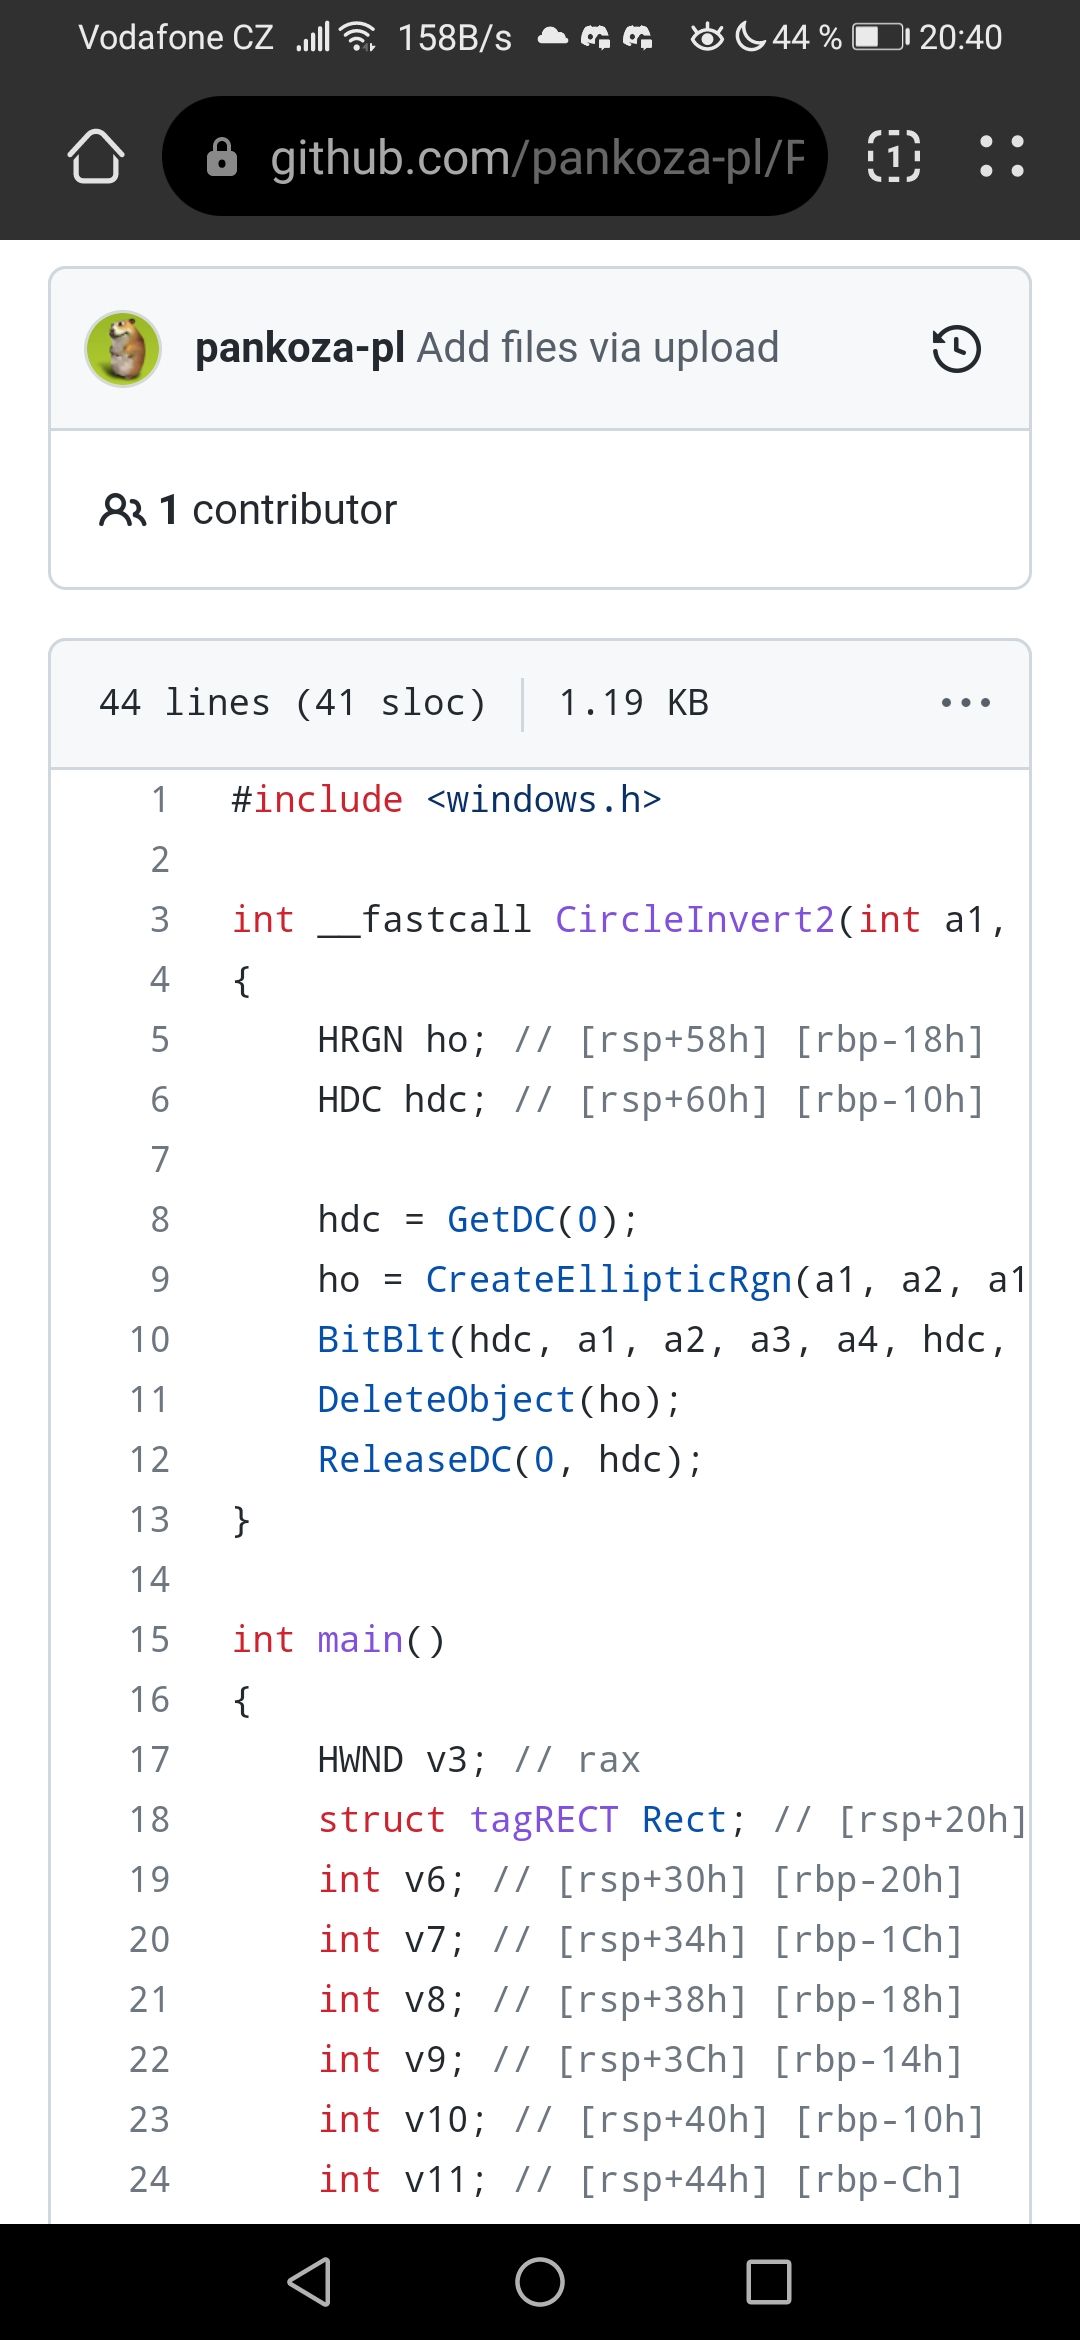 Vodafone CZ 158B/s 44 % 20:40
github.com/pankoza-pl/F
1
pankoza-pl Add files via upload
1 contributor
44 lines (41 sloc) 1.19 KB
1 #include <windows.h>
2
3 int __fastcall CircleInvert2(int a1,
4 {
5 HRGN ho; // [rsp+58h] [rbp-18h]
6 HDC hdc; // [rsp+60h] [rbp-10h]
7
8 hdc = GetDC(0);
9 ho = CreateEllipticRgn(a1, a2, a1
10 BitBlt(hdc, a1, a2, a3, a4, hdc,
11 DeleteObject(ho);
12 ReleaseDC(0, hdc);
13 }
14
15 int main()
16 {
17 HWND v3; // rax
18 struct tagRECT Rect; // [rsp+20h]
19 int v6; // [rsp+30h] [rbp-20h]
20 int v7; // [rsp+34h] [rbp-1Ch]
21 int v8; // [rsp+38h] [rbp-18h]
22 int v9; // [rsp+3Ch] [rbp-14h]
23 int v10; // [rsp+40h] [rbp-10h]
24 int v11; // [rsp+44h] [rbp-Ch]